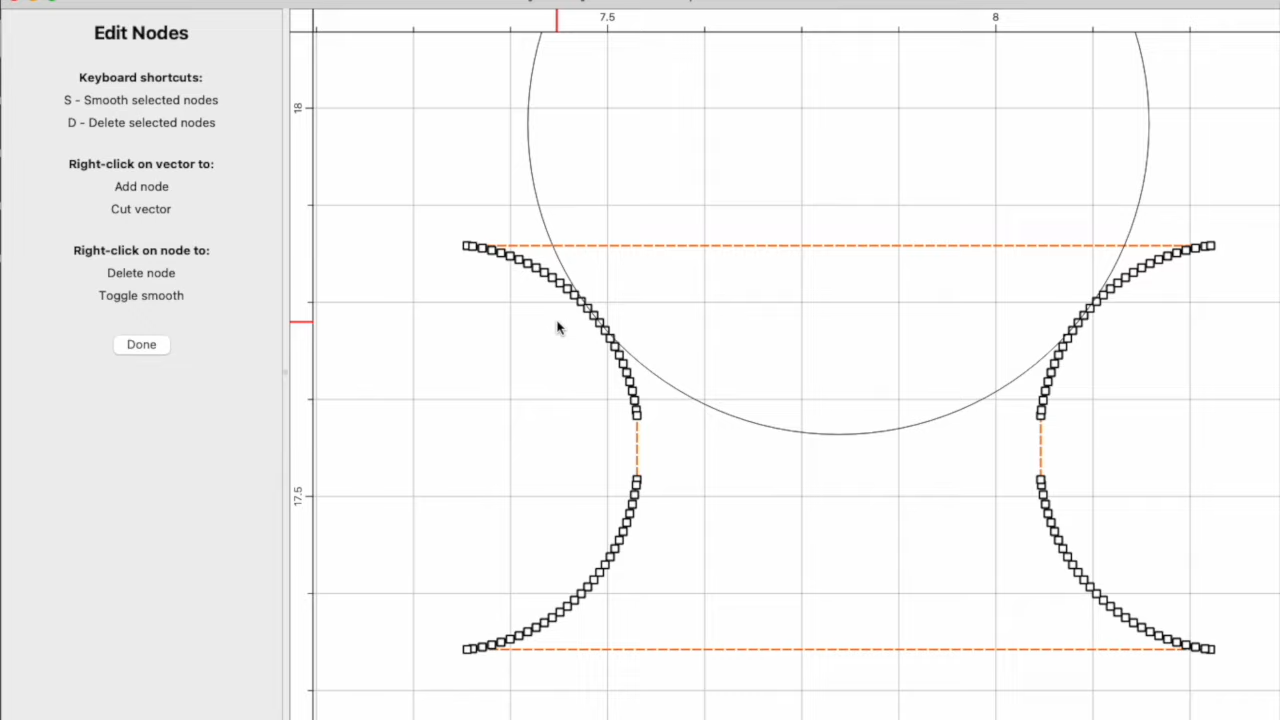 Edit Nodes
Keyboard shortcuts:
S - Smooth selected nodes
D - Delete selected nodes
Right-click on vector to:
Add node
Cut vector
Right-click on node to:
Delete node
Toggle smooth
Done
7.5
8
18
17.5